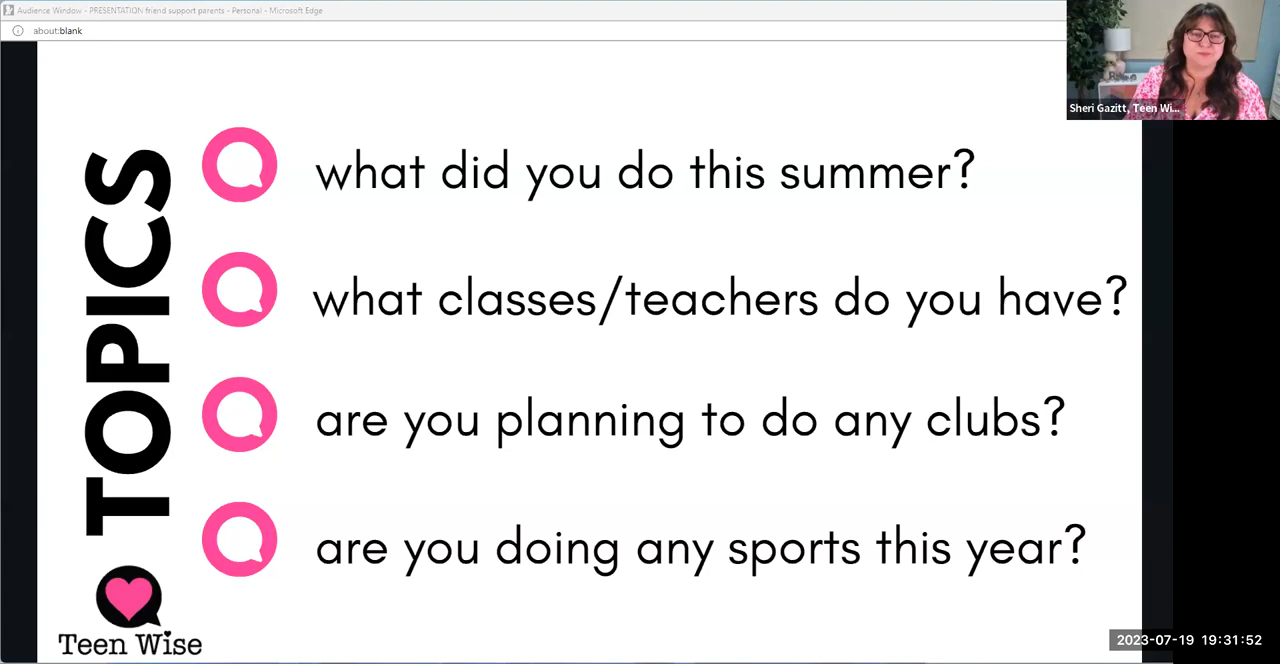 Audience Window - PRESENTATION friend support parents - Personal - Microsoft Edge
about:blank
Sheri Gazitt, Teen Wi...
TOPICS
what did you do this summer?
what classes/teachers do you have?
are you planning to do any clubs?
are you doing any sports this year?
Teen Wise
2023-07-19 19:31:52